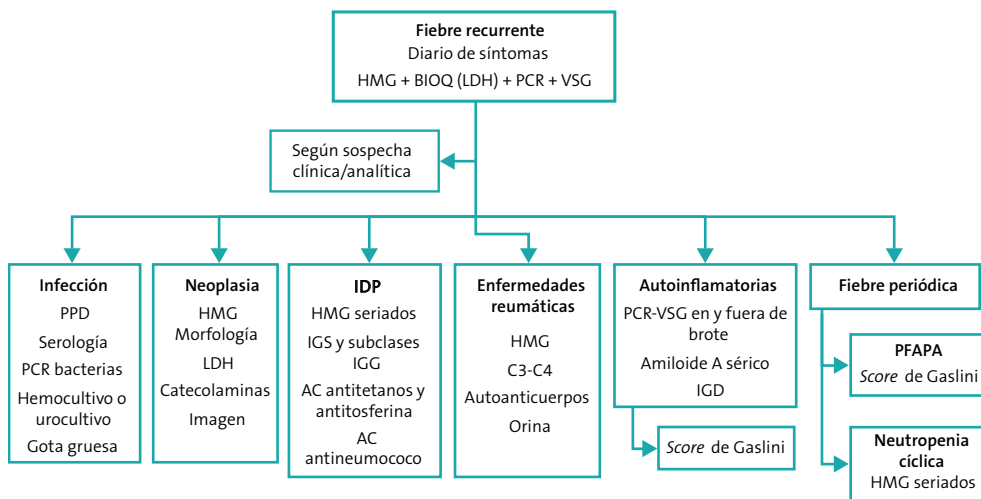 Fiebre recurrente
Diario de síntomas
HMG + BIOQ (LDH) + PCR + VSG
Según sospecha
clínica/analítica
Infección
PPD
Serología
PCR bacterias
Hemocultivo o
urocultivo
Gota gruesa
Neoplasia
HMG
Morfología
LDH
Catecolaminas
Imagen
IDP
HMG seriados
IGS y subclases
IGG
AC antitetanos y
antitosferina
AC
antineumococo
Enfermedades
reumáticas
HMG
C3-C4
Autoanticuerpos
Orina
Autoinflamatorias
PCR-VSG en y fuera de
brote
Amiloide A sérico
IGD
Score de Gaslini
Fiebre periódica
PFAPA
Score de Gaslini
Neutropenia
cíclica
HMG seriados